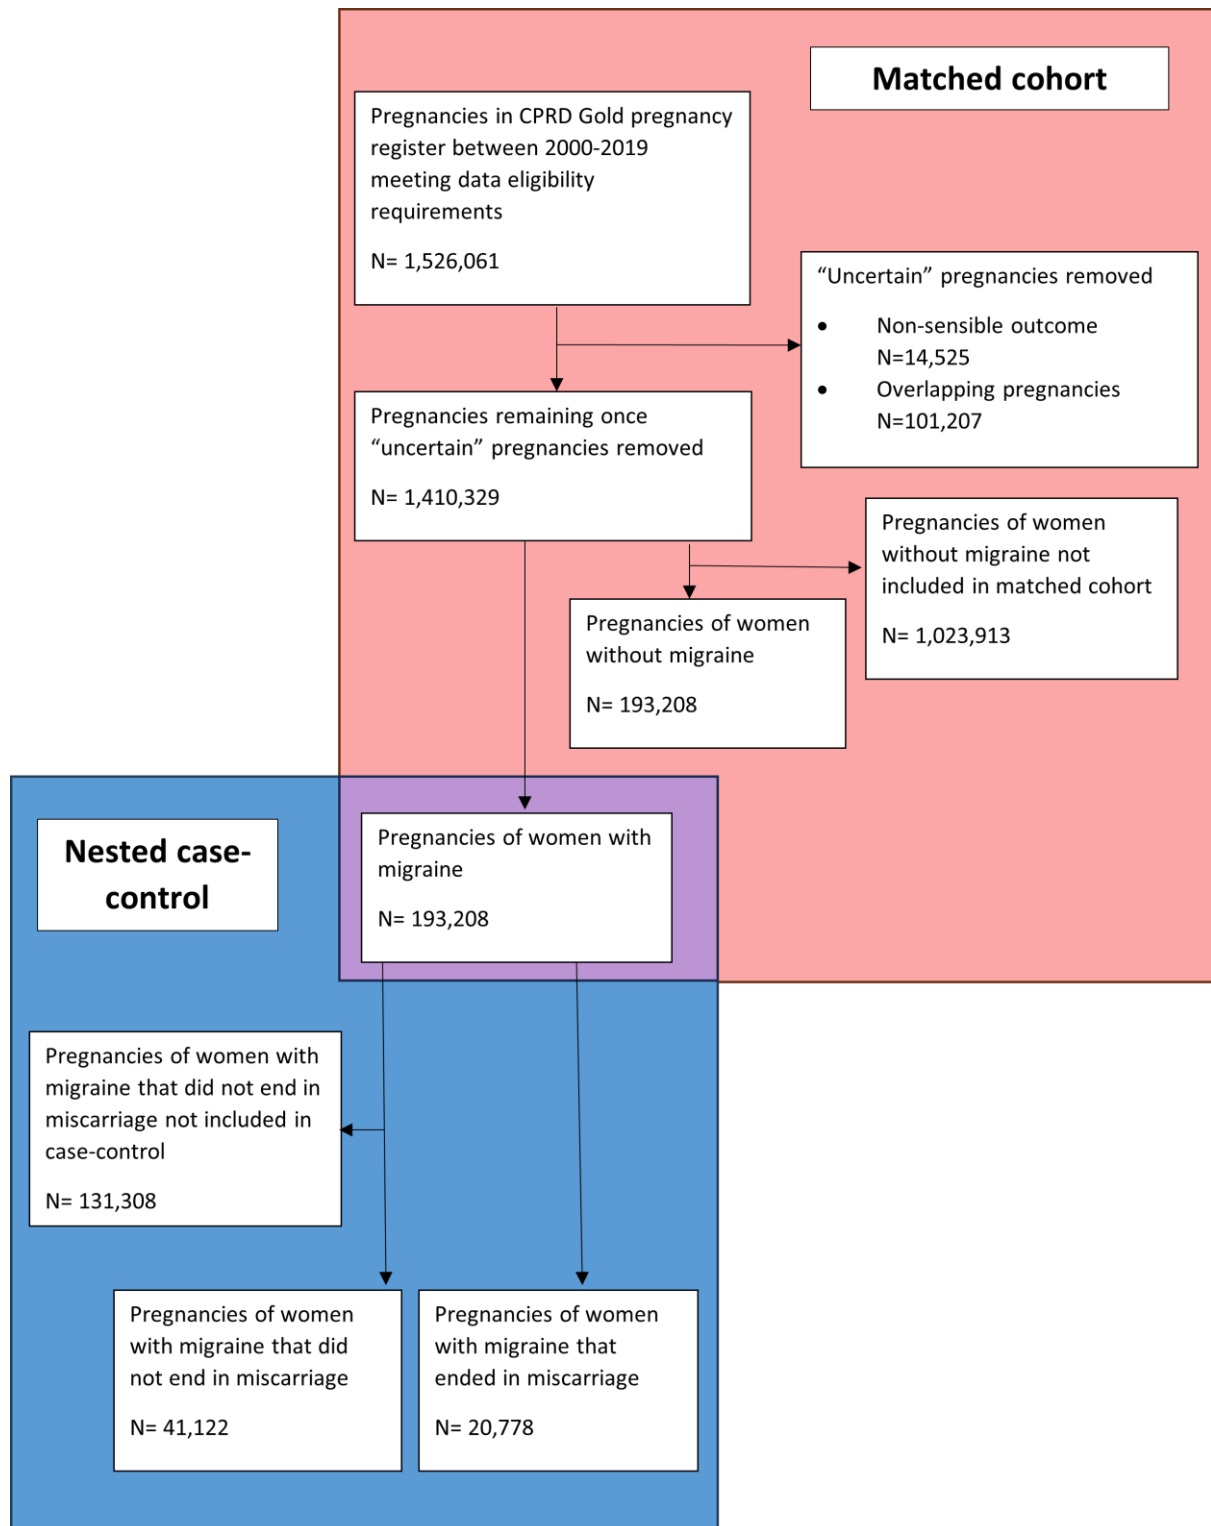 Matched cohort
Pregnancies in CPRD Gold pregnancy
register between 2000-2019
meeting data eligibility
requirements
N= 1,526,061
“Uncertain” pregnancies removed
• Non-sensible outcome
N=14,525
• Overlapping pregnancies
N=101,207
Pregnancies remaining once
“uncertain” pregnancies removed
N= 1,410,329
Pregnancies of women
without migraine not
included in matched cohort
N= 1,023,913
Pregnancies of women
without migraine
N= 193,208
Nested case-
control
Pregnancies of women with
migraine
N= 193,208
Pregnancies of women with
migraine that did not end in
miscarriage not included in
case-control
N= 131,308
Pregnancies of women
with migraine that did
not end in miscarriage
N= 41,122
Pregnancies of women
with migraine that
ended in miscarriage
N= 20,778